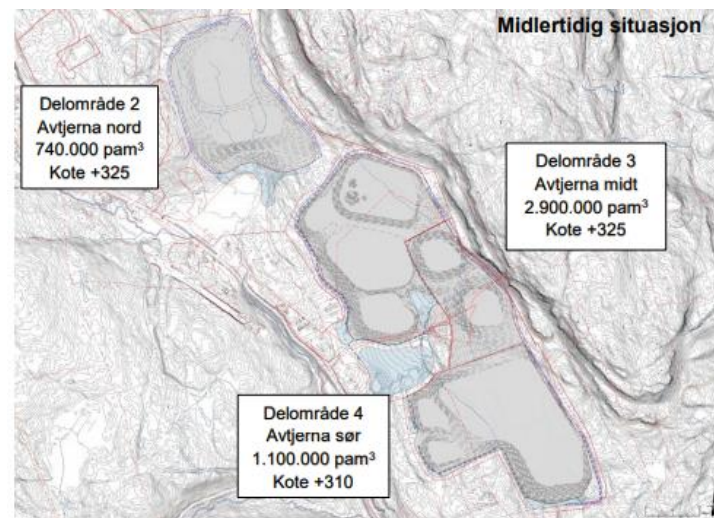 Midlertidig situasjon
Delområde 2
Avtjerna nord
740.000 pam³
Kote +325
Delområde 3
Avtjerna midt
2.900.000 pam³
Kote +325
Delområde 4
Avtjerna sør
1.100.000 pam³
Kote +310